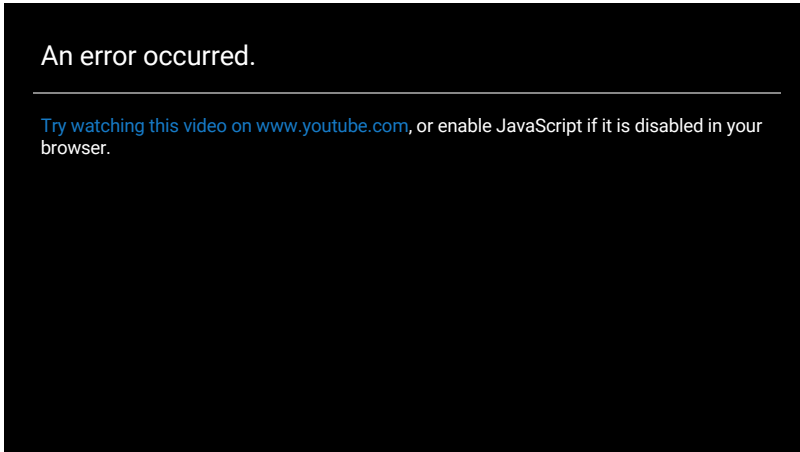 An error occurred.
Try watching this video on www.youtube.com, or enable JavaScript if it is disabled in your
browser.